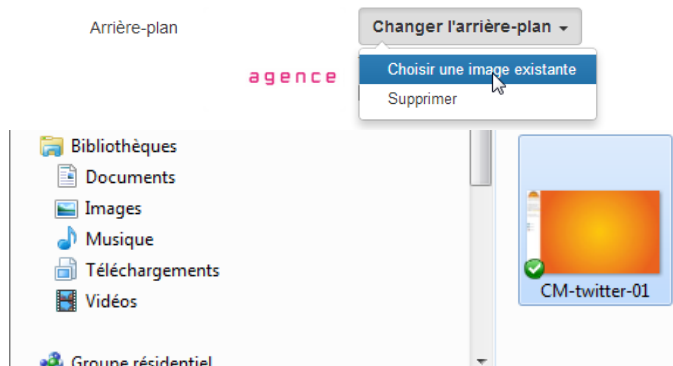 Arrière-plan
Changer l'arrière-plan
Choisir une image existante
Supprimer
agence
Bibliothèques
Documents
Images
Musique
Téléchargements
Vidéos
Groupe résidentiel
CM-twitter-01